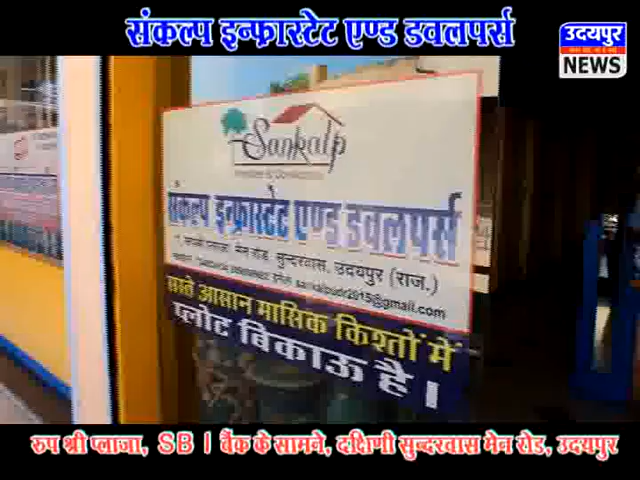 संकल्प इन्फ्रास्टेट एण्ड डवलपर्स
उदयपुर
NEWS
Sankalp
संकल्प इन्फ्रास्टेट एण्ड डवलपर्स
मेन रोड, सुन्दरवास, उदयपुर (राज.)
आसान मासिक किश्तों में
प्लोट बिकाऊ है।
रुप श्री प्लाजा, SBI बैंक के सामने, दक्षिणी सुन्दरवास मेन रोड, उदयपुर